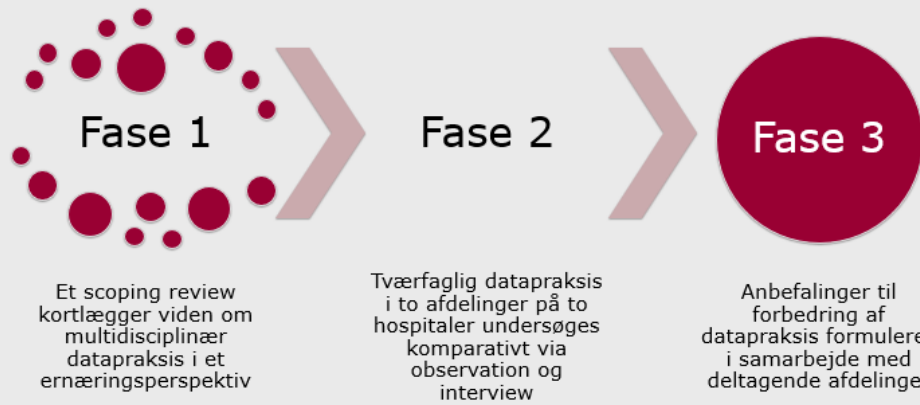 Fase 1
Et scoping review
kortlægger viden om
multidisciplinær
datapraksis i et
ernæringsperspektiv
Fase 2
Tværfaglig datapraksis
i to afdelinger på to
hospitaler undersøges
komparativt via
observation og
interview
Fase 3
Anbefalinger til
forbedring af
datapraksis formulere
i samarbejde med
deltagende afdelinge